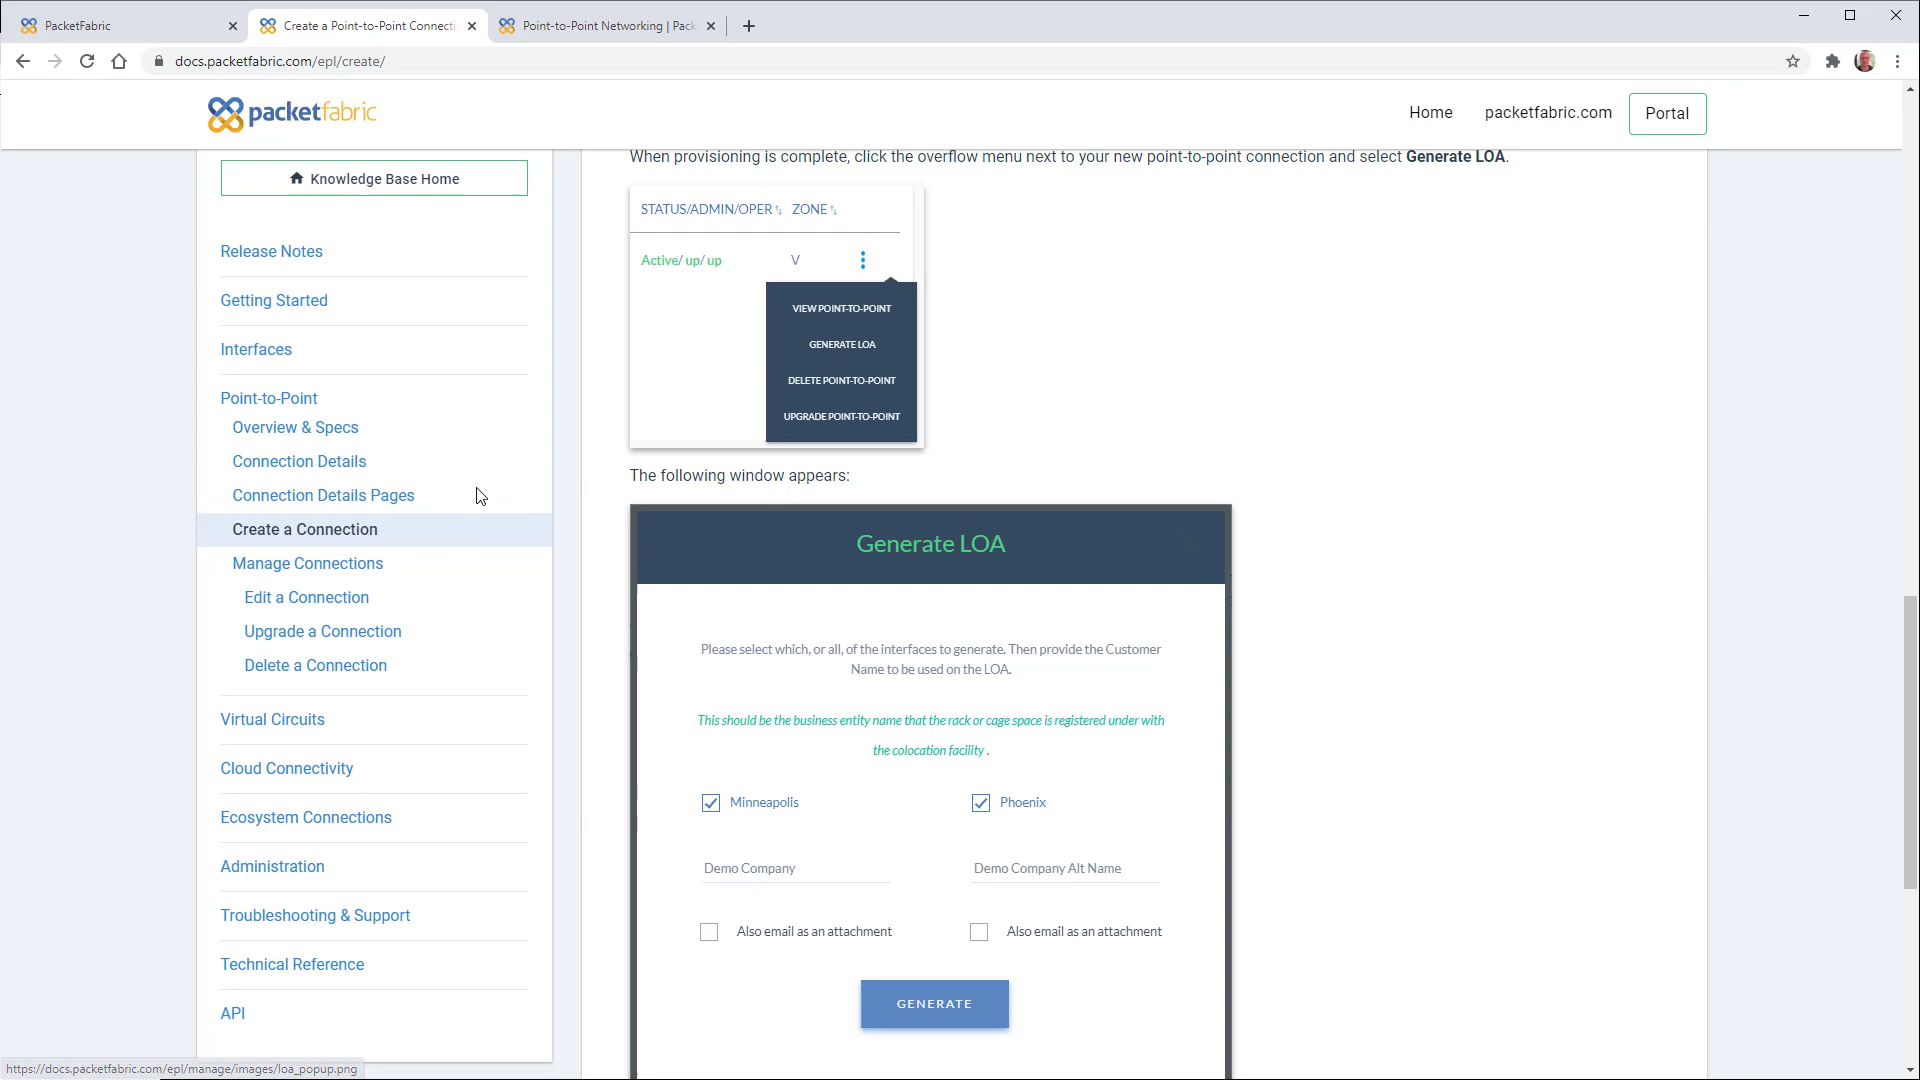 PacketFabric
Create a Point-to-Point Connecti
Point-to-Point Networking | Pack
docs.packetfabric.com/epl/create/
packetfabric
Home
packetfabric.com
Portal
Knowledge Base Home
Release Notes
Getting Started
Interfaces
Point-to-Point
Overview & Specs
Connection Details
Connection Details Pages
Create a Connection
Manage Connections
Edit a Connection
Upgrade a Connection
Delete a Connection
Virtual Circuits
Cloud Connectivity
Ecosystem Connections
Administration
Troubleshooting & Support
Technical Reference
API
When provisioning is complete, click the overflow menu next to your new point-to-point connection and select Generate LOA.
STATUS/ADMIN/OPER ZONE
Active/ up/ up V
VIEW POINT-TO-POINT
GENERATE LOA
DELETE POINT-TO-POINT
UPGRADE POINT-TO-POINT
The following window appears:
Generate LOA
Please select which, or all, of the interfaces to generate. Then provide the Customer
Name to be used on the LOA.
This should be the business entity name that the rack or cage space is registered under with
the colocation facility .
Minneapolis
Phoenix
Demo Company
Demo Company Alt Name
Also email as an attachment
Also email as an attachment
GENERATE
https://docs.packetfabric.com/epl/manage/images/loa_popup.png